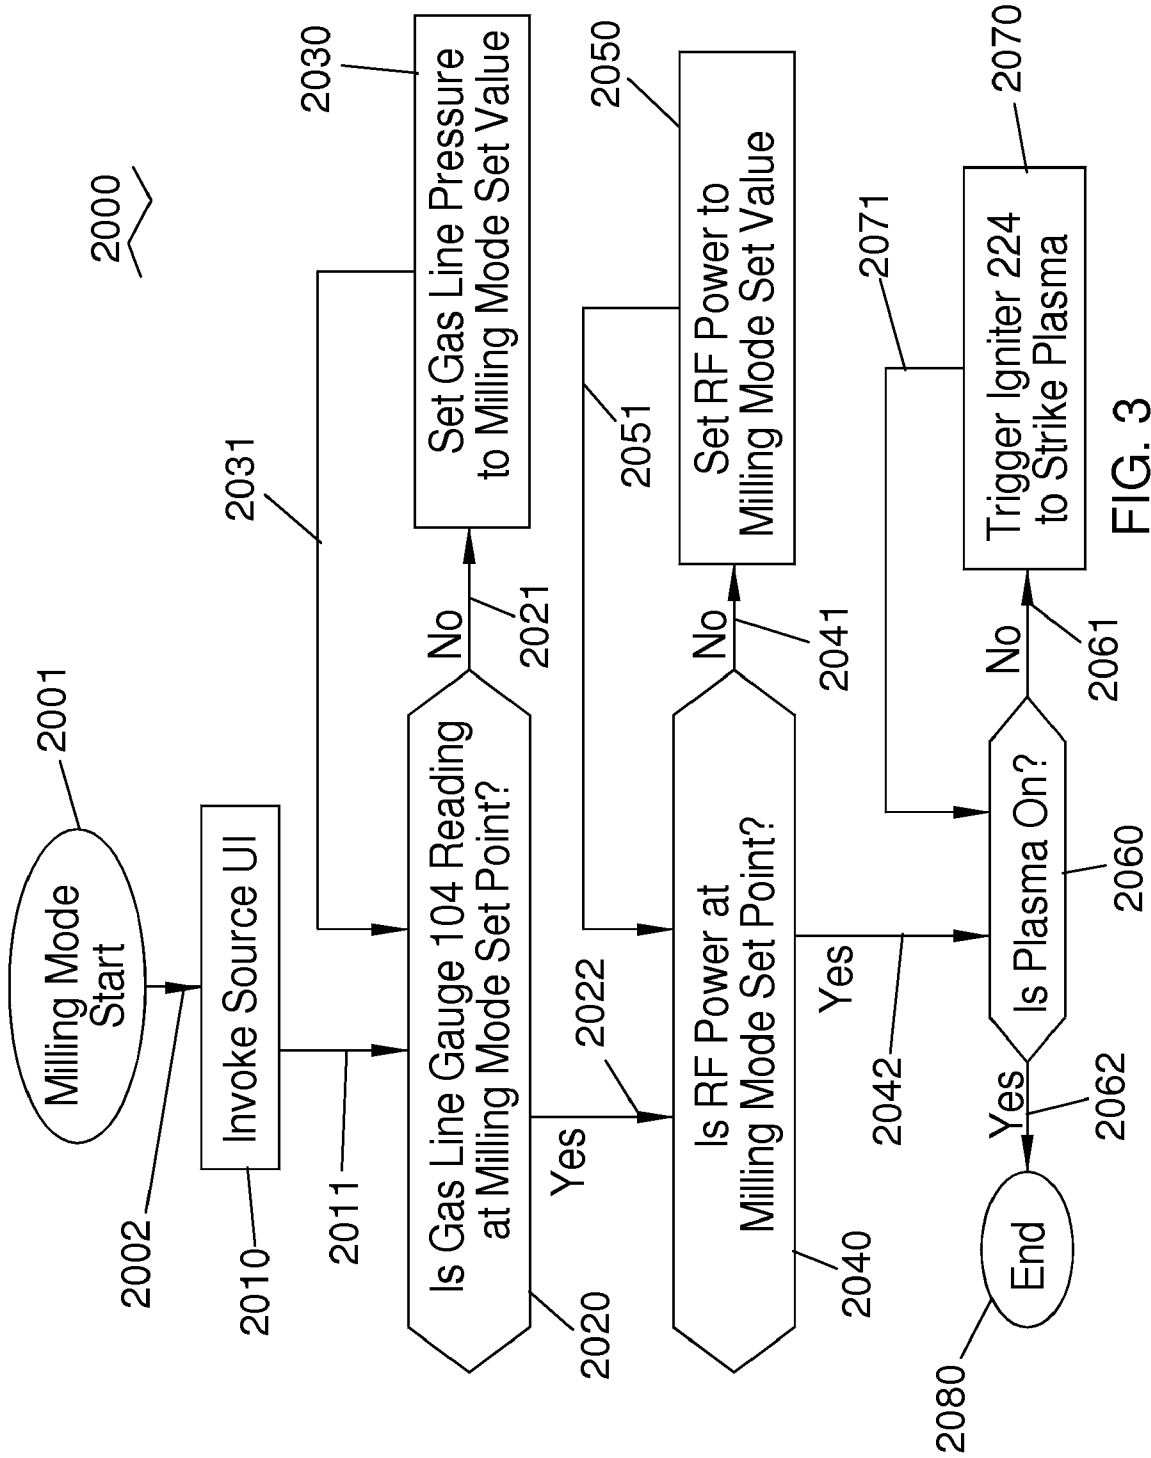 2000
2001
Milling Mode
Start
2002
2010
Invoke Source UI
2011
2031
2030
Set Gas Line Pressure
to Milling Mode Set Value
2020
Is Gas Line Gauge 104 Reading
at Milling Mode Set Point?
No
2021
Yes
2022
2051
2050
Set RF Power to
Milling Mode Set Value
2040
Is RF Power at
Milling Mode Set Point?
No
2041
Yes
2042
2071
2070
Trigger Igniter 224
to Strike Plasma
2080
End
Yes
2062
Is Plasma On?
2060
No
2061
FIG. 3